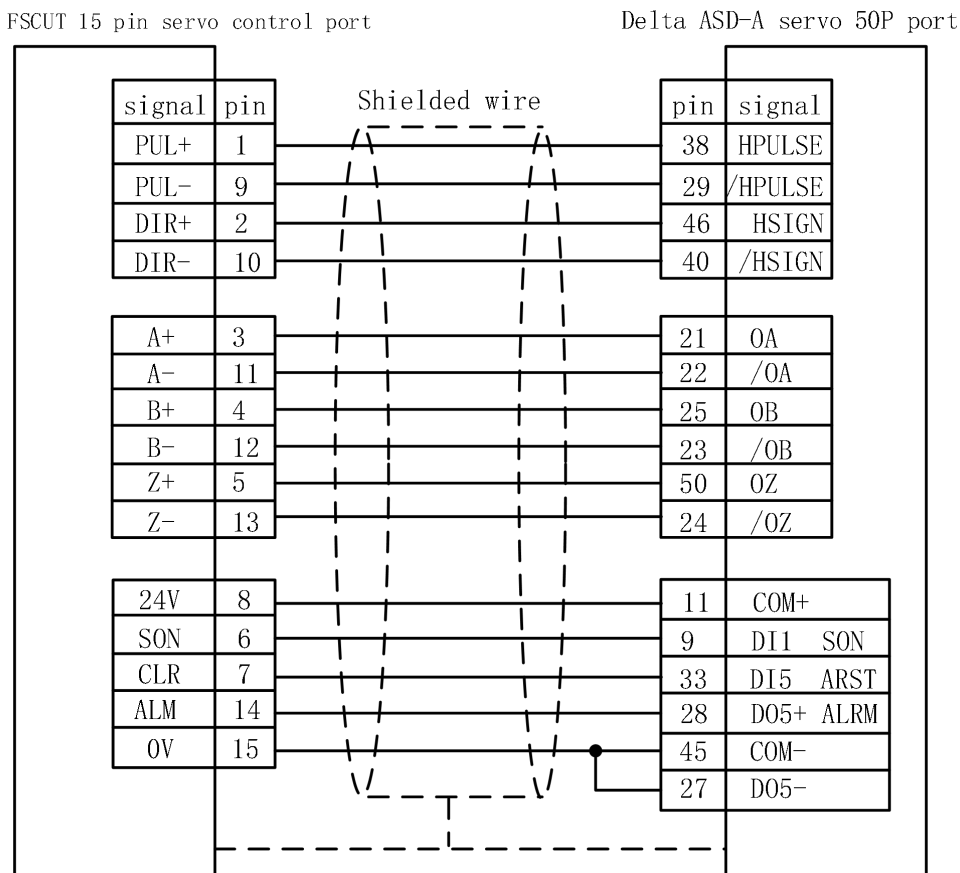 FSCUT 15 pin servo control port Delta ASD-A servo 50P port
signal pin Shielded wire pin signal
PUL+ 1 38 HPULSE
PUL- 9 29 /HPULSE
DIR+ 2 46 HSIGN
DIR- 10 40 /HSIGN
A+ 3 21 OA
A- 11 22 /OA
B+ 4 25 OB
B- 12 23 /OB
Z+ 5 50 OZ
Z- 13 24 /OZ
24V 8 11 COM+
SON 6 9 DI1 SON
CLR 7 33 DI5 ARST
ALM 14 28 DO5+ ALRM
0V 15 45 COM-
27 DO5-